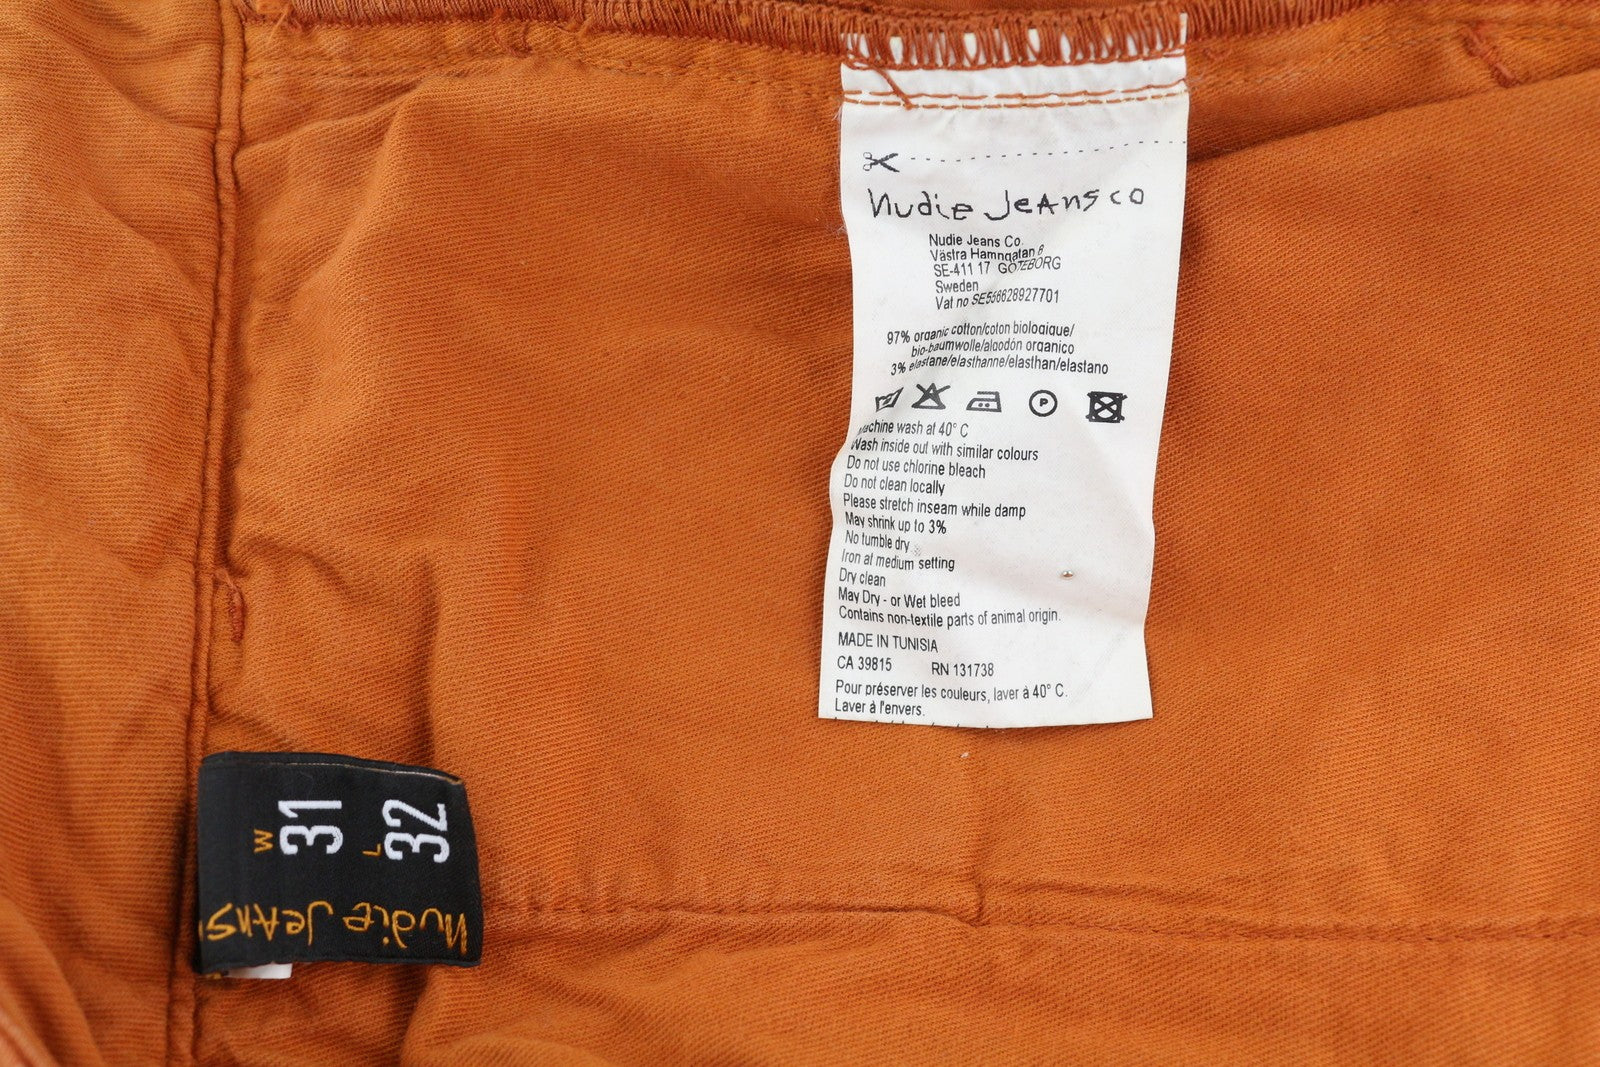 Nudie Jeans co
Nudie Jeans Co.
Västra Hamngatan 6
SE-411 17 GÖTEBORG
Sweden
Vat no SE556628927701
97% organic cotton/coton biologique/
bio-baumwolle/algodón organico
3% elastane/elasthanne/elasthan/elastano
P
Machine wash at 40° C
Wash inside out with similar colours
Do not use chlorine bleach
Do not clean locally
Please stretch inseam while damp
May shrink up to 3%
No tumble dry
Iron at medium setting
Dry clean
May Dry - or Wet bleed
Contains non-textile parts of animal origin.
MADE IN TUNISIA
CA 39815 RN 131738
Pour préserver les couleurs, laver à 40° C.
Laver à l'envers.
W 31
L 32
Nudie Jeans